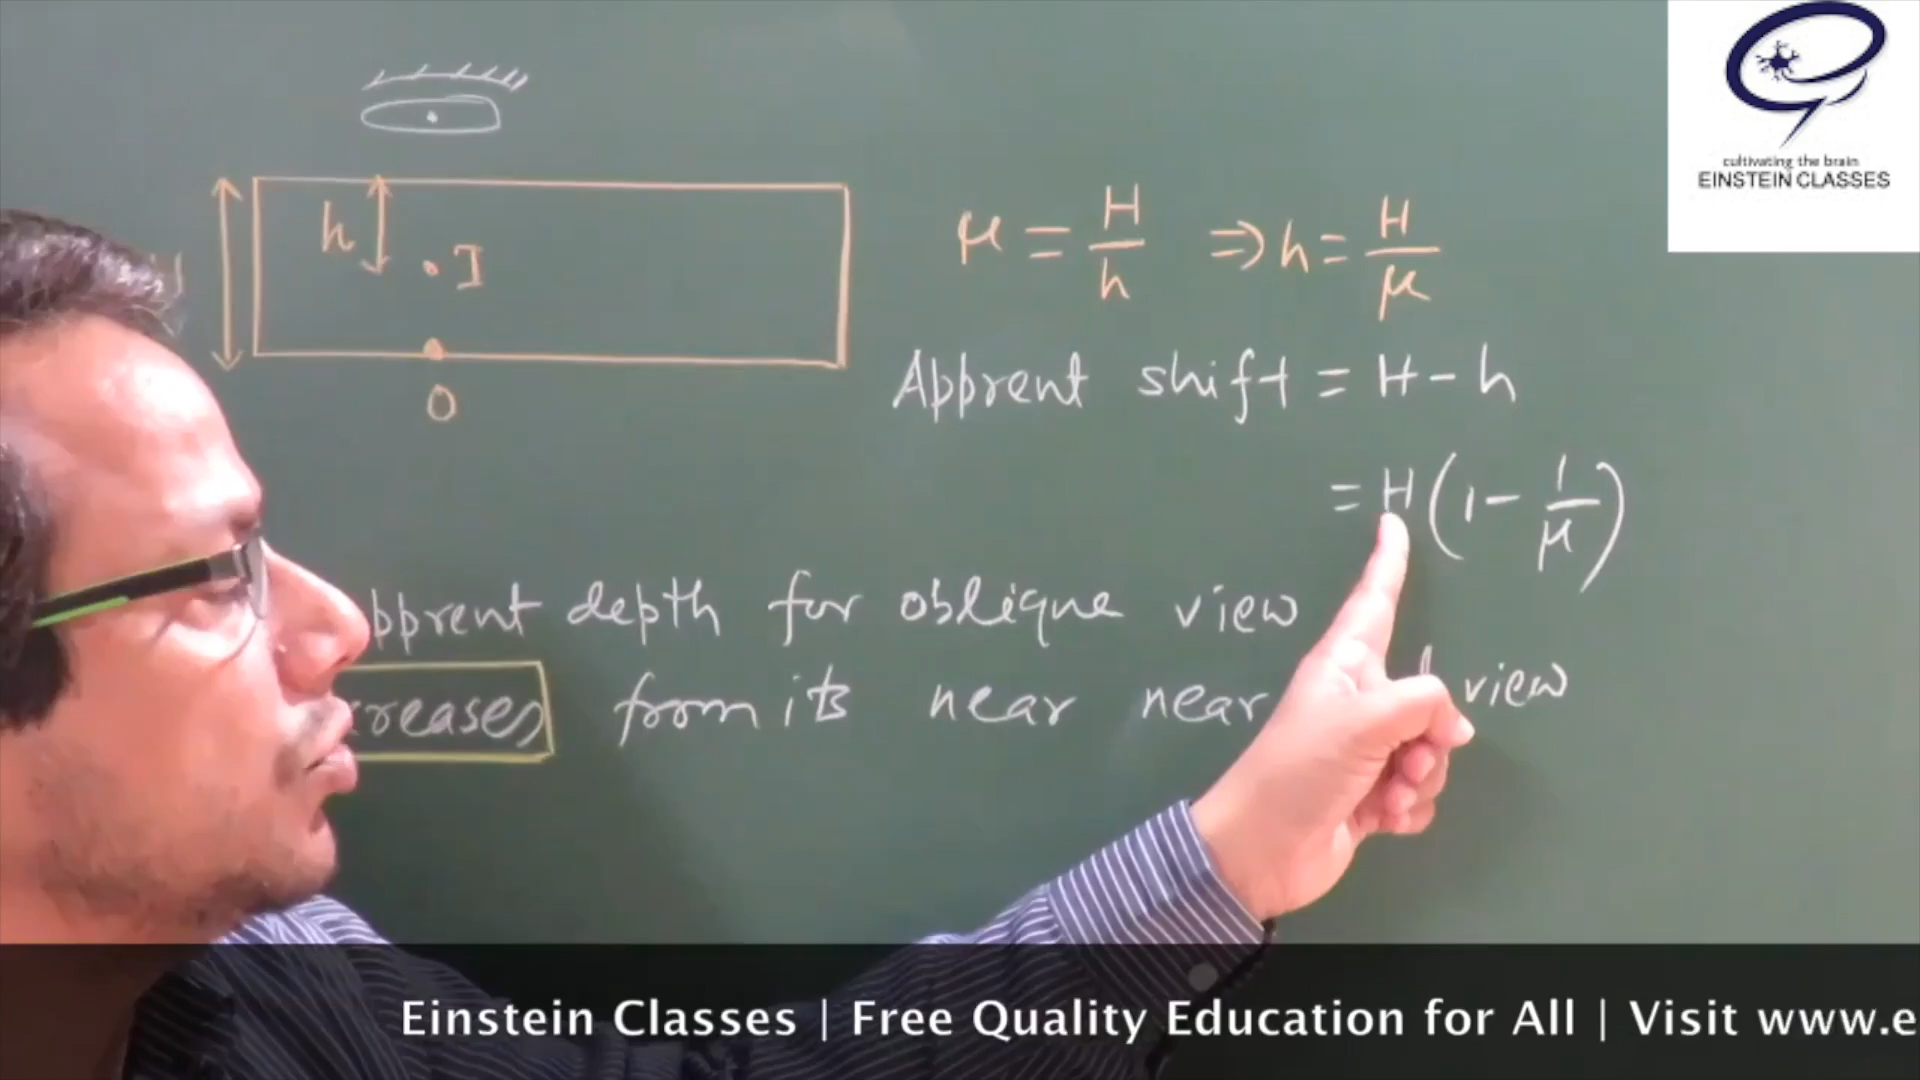 cultivating the brain
EINSTEIN CLASSES
h
I
O
μ = H/h ⇒ h = H/μ
Apprent shift = H - h
= H (1 - 1/μ)
pprent depth for oblique view
creases from its near near view
Einstein Classes | Free Quality Education for All | Visit www.e